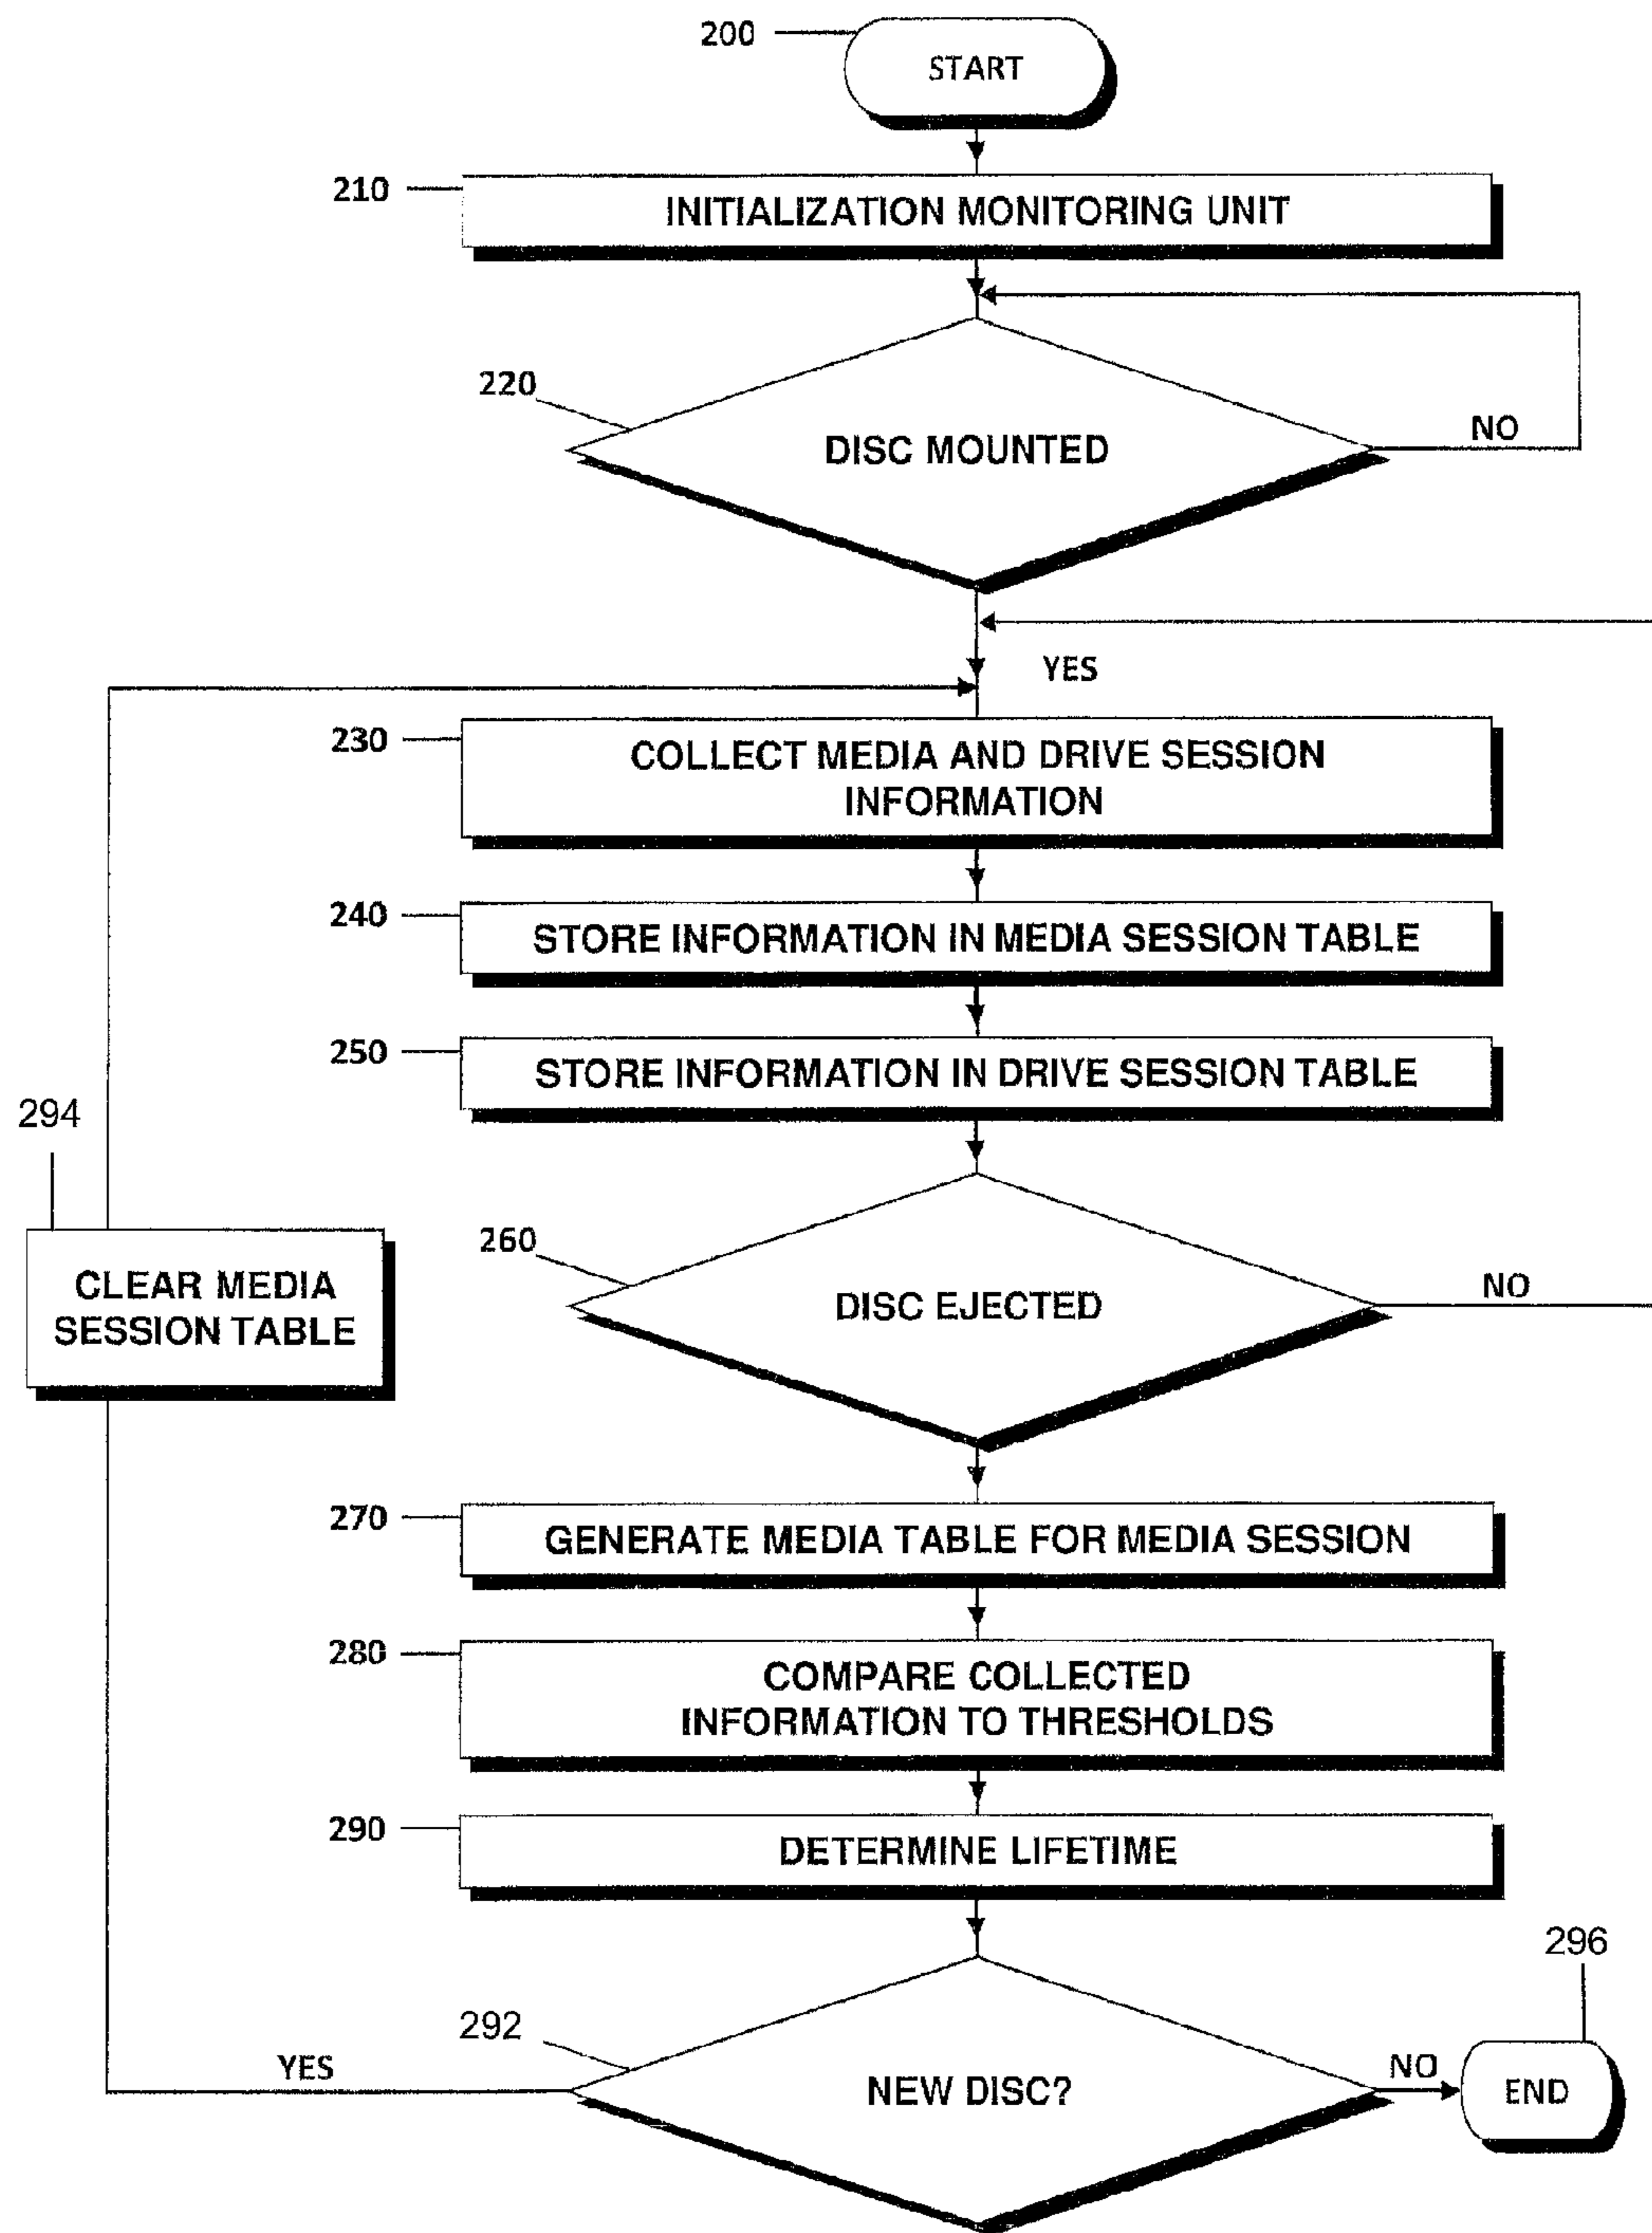 200
START
210
INITIALIZATION MONITORING UNIT
220
DISC MOUNTED
NO
YES
230
COLLECT MEDIA AND DRIVE SESSION
INFORMATION
240
STORE INFORMATION IN MEDIA SESSION TABLE
250
STORE INFORMATION IN DRIVE SESSION TABLE
294
CLEAR MEDIA
SESSION TABLE
260
DISC EJECTED
NO
270
GENERATE MEDIA TABLE FOR MEDIA SESSION
280
COMPARE COLLECTED
INFORMATION TO THRESHOLDS
290
DETERMINE LIFETIME
296
292
YES
NEW DISC?
NO
END